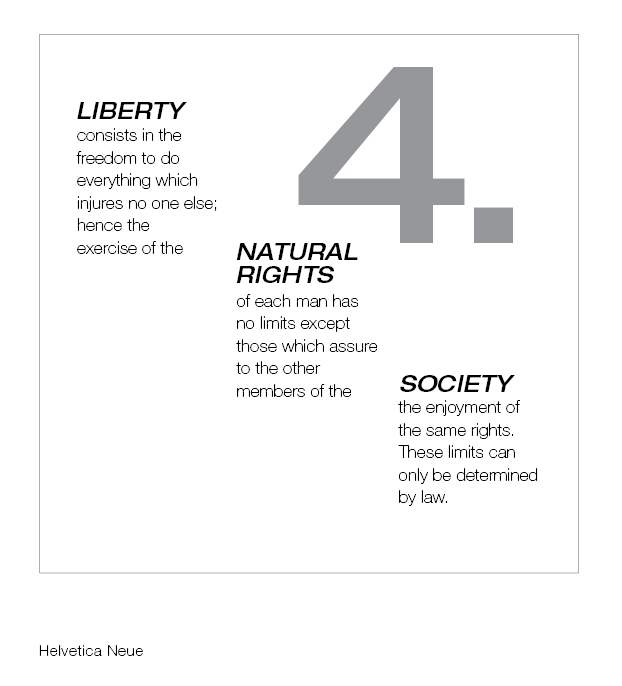 4.
LIBERTY
consists in the
freedom to do
everything which
injures no one else;
hence the
exercise of the
NATURAL
RIGHTS
of each man has
no limits except
those which assure
to the other
members of the
SOCIETY
the enjoyment of
the same rights.
These limits can
only be determined
by law.
Helvetica Neue